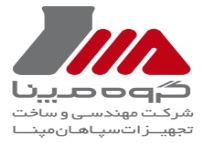 گروه مپنا
شرکت مهندسی و ساخت
تجهیزات سپاهان مپنا